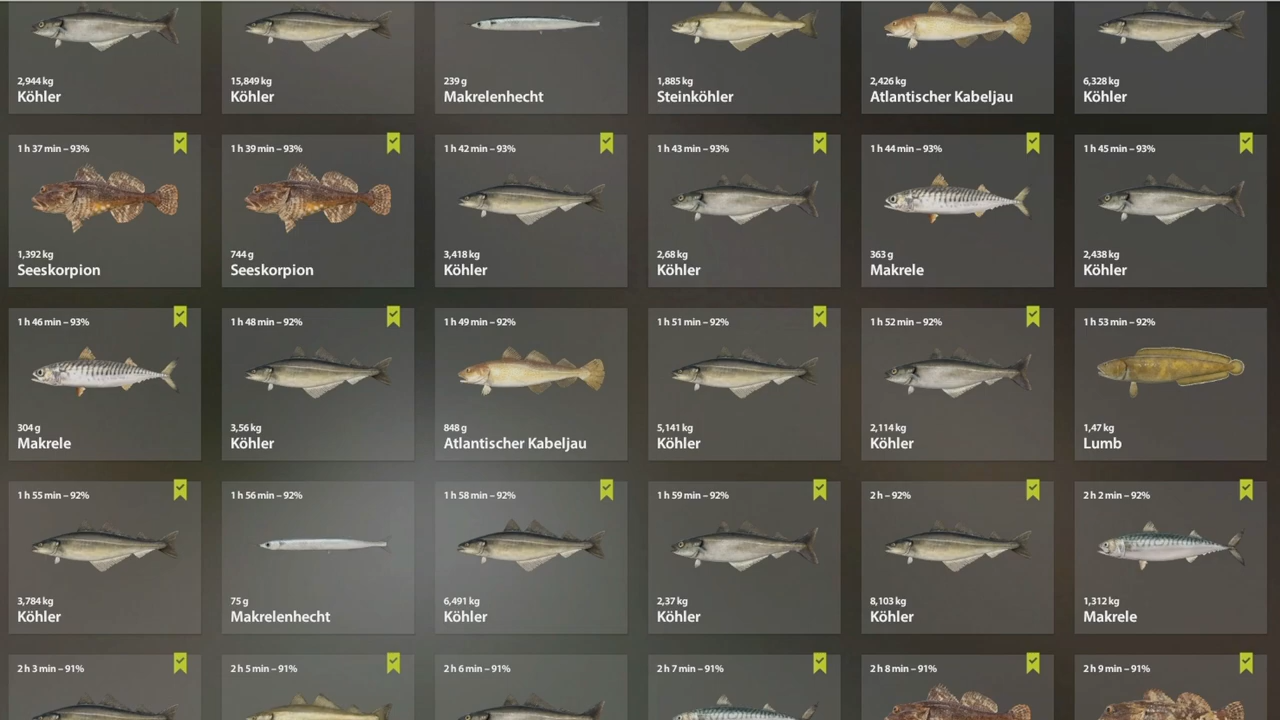 2,944 kg
Köhler
15,849 kg
Köhler
239 g
Makrelenhecht
1,885 kg
Steinköhler
2,426 kg
Atlantischer Kabeljau
6,328 kg
Köhler
1 h 37 min – 93%
1,392 kg
Seeskorpion
1 h 39 min – 93%
744 g
Seeskorpion
1 h 42 min – 93%
3,418 kg
Köhler
1 h 43 min – 93%
2,68 kg
Köhler
1 h 44 min – 93%
363 g
Makrele
1 h 45 min – 93%
2,438 kg
Köhler
1 h 46 min – 93%
304 g
Makrele
1 h 48 min – 92%
3,56 kg
Köhler
1 h 49 min – 92%
848 g
Atlantischer Kabeljau
1 h 51 min – 92%
5,141 kg
Köhler
1 h 52 min – 92%
2,114 kg
Köhler
1 h 53 min – 92%
1,47 kg
Lumb
1 h 55 min – 92%
3,784 kg
Köhler
1 h 56 min – 92%
75 g
Makrelenhecht
1 h 58 min – 92%
6,491 kg
Köhler
1 h 59 min – 92%
2,37 kg
Köhler
2 h – 92%
8,103 kg
Köhler
2 h 2 min – 92%
1,312 kg
Makrele
2 h 3 min – 91%
2 h 5 min – 91%
2 h 6 min – 91%
2 h 7 min – 91%
2 h 8 min – 91%
2 h 9 min – 91%